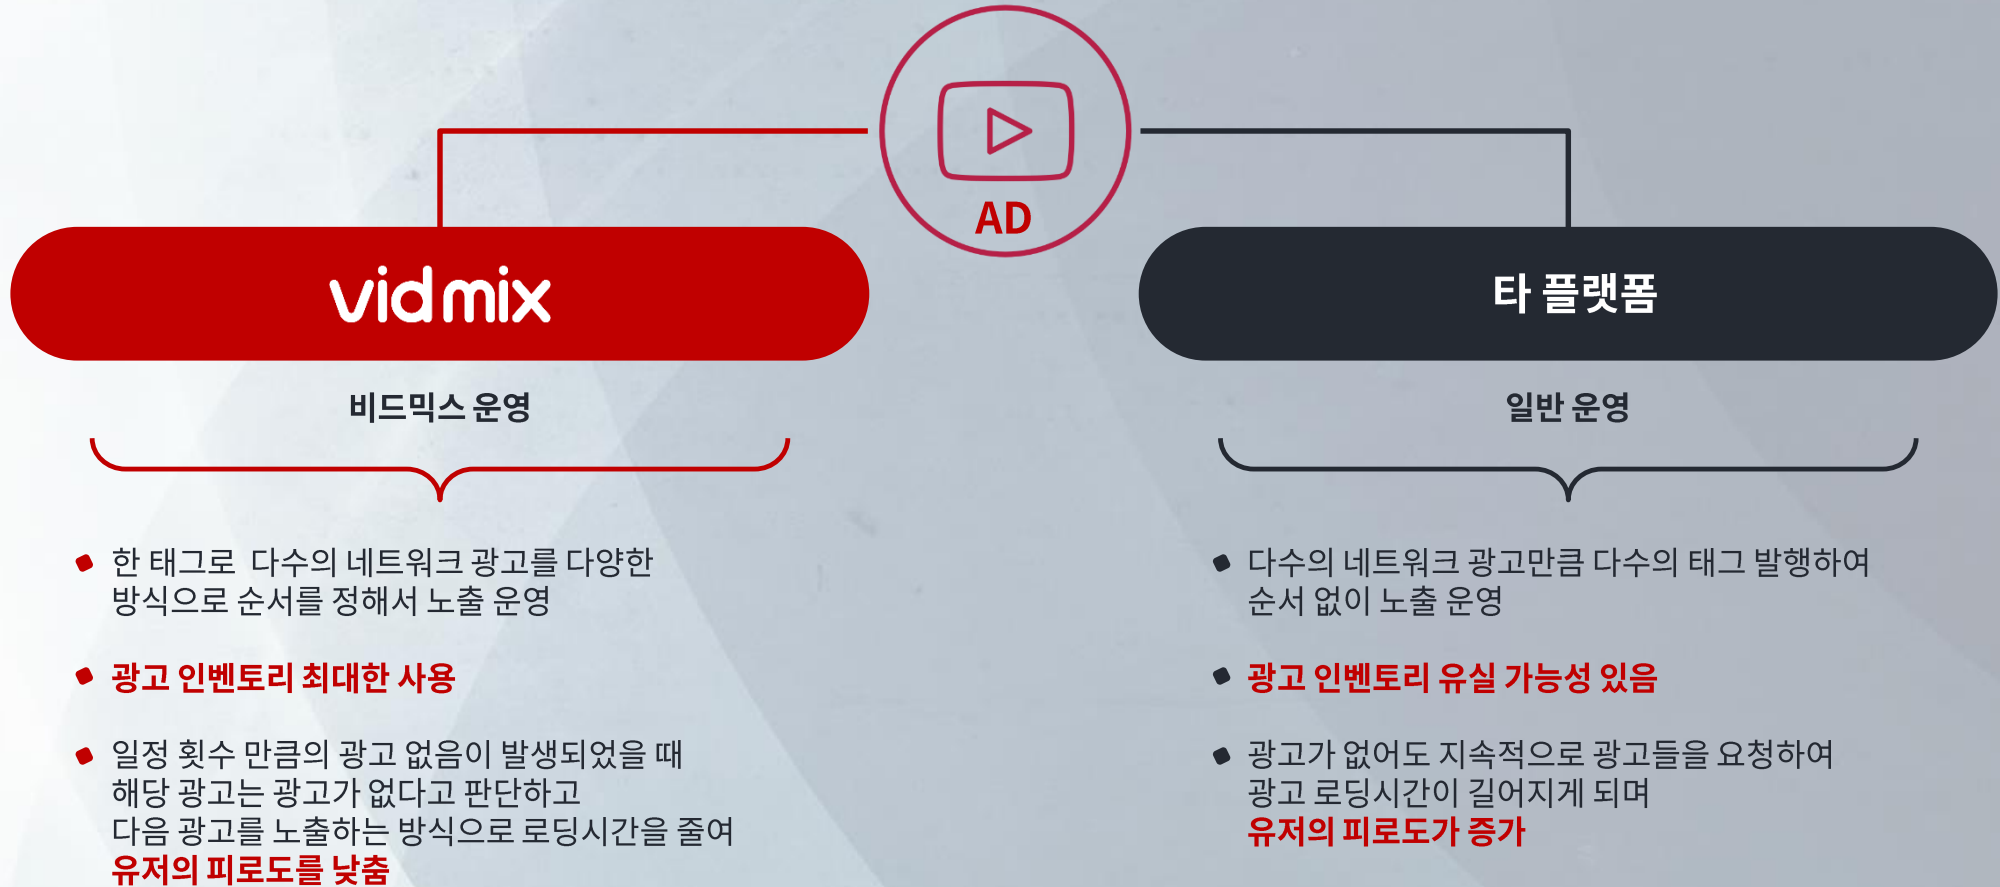 AD
vidmix
타 플랫폼
비드믹스 운영
일반 운영
한 태그로 다수의 네트워크 광고를 다양한
방식으로 순서를 정해서 노출 운영
광고 인벤토리 최대한 사용
일정 횟수 만큼의 광고 없음이 발생되었을 때
해당 광고는 광고가 없다고 판단하고
다음 광고를 노출하는 방식으로 로딩시간을 줄여
유저의 피로도를 낮춤
다수의 네트워크 광고만큼 다수의 태그 발행하여
순서 없이 노출 운영
광고 인벤토리 유실 가능성 있음
광고가 없어도 지속적으로 광고들을 요청하여
광고 로딩시간이 길어지게 되며
유저의 피로도가 증가